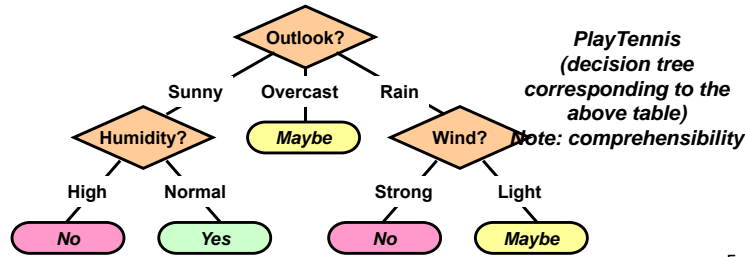 Outlook?
PlayTennis
(decision tree
corresponding to the
above table)
Note: comprehensibility
Sunny Overcast Rain
Humidity? Maybe Wind?
High Normal Strong Light
No Yes No Maybe